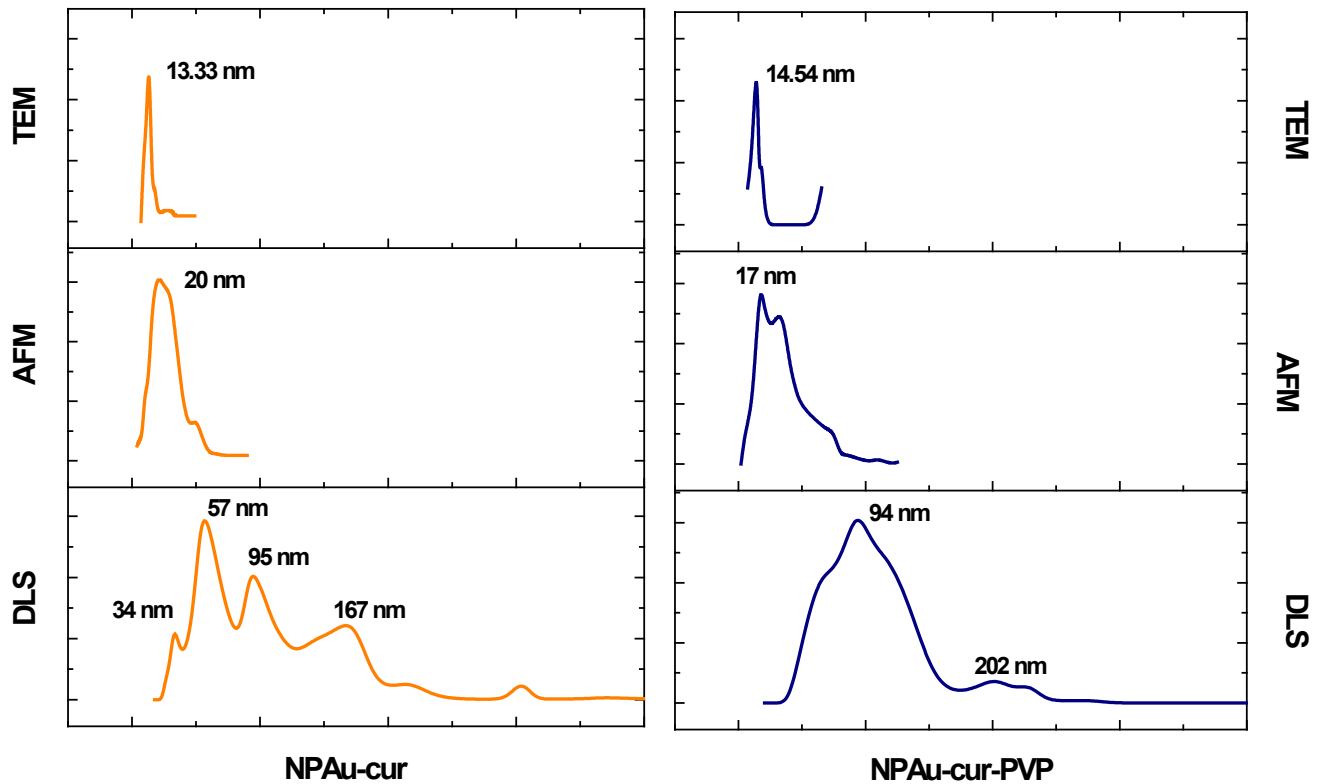 TEM
13.33 nm
14.54 nm
TEM
AFM
20 nm
17 nm
AFM
DLS
34 nm
57 nm
95 nm
167 nm
94 nm
202 nm
DLS
NPAu-cur
NPAu-cur-PVP